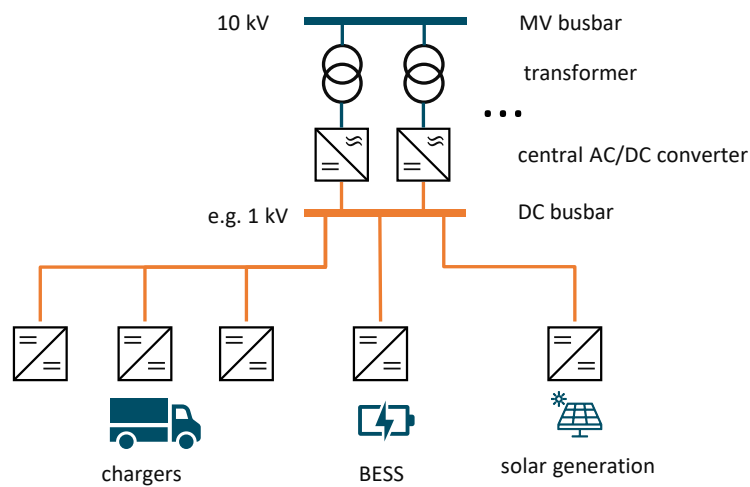 10 kV
MV busbar
transformer
...
central AC/DC converter
e.g. 1 kV
DC busbar
chargers
BESS
solar generation